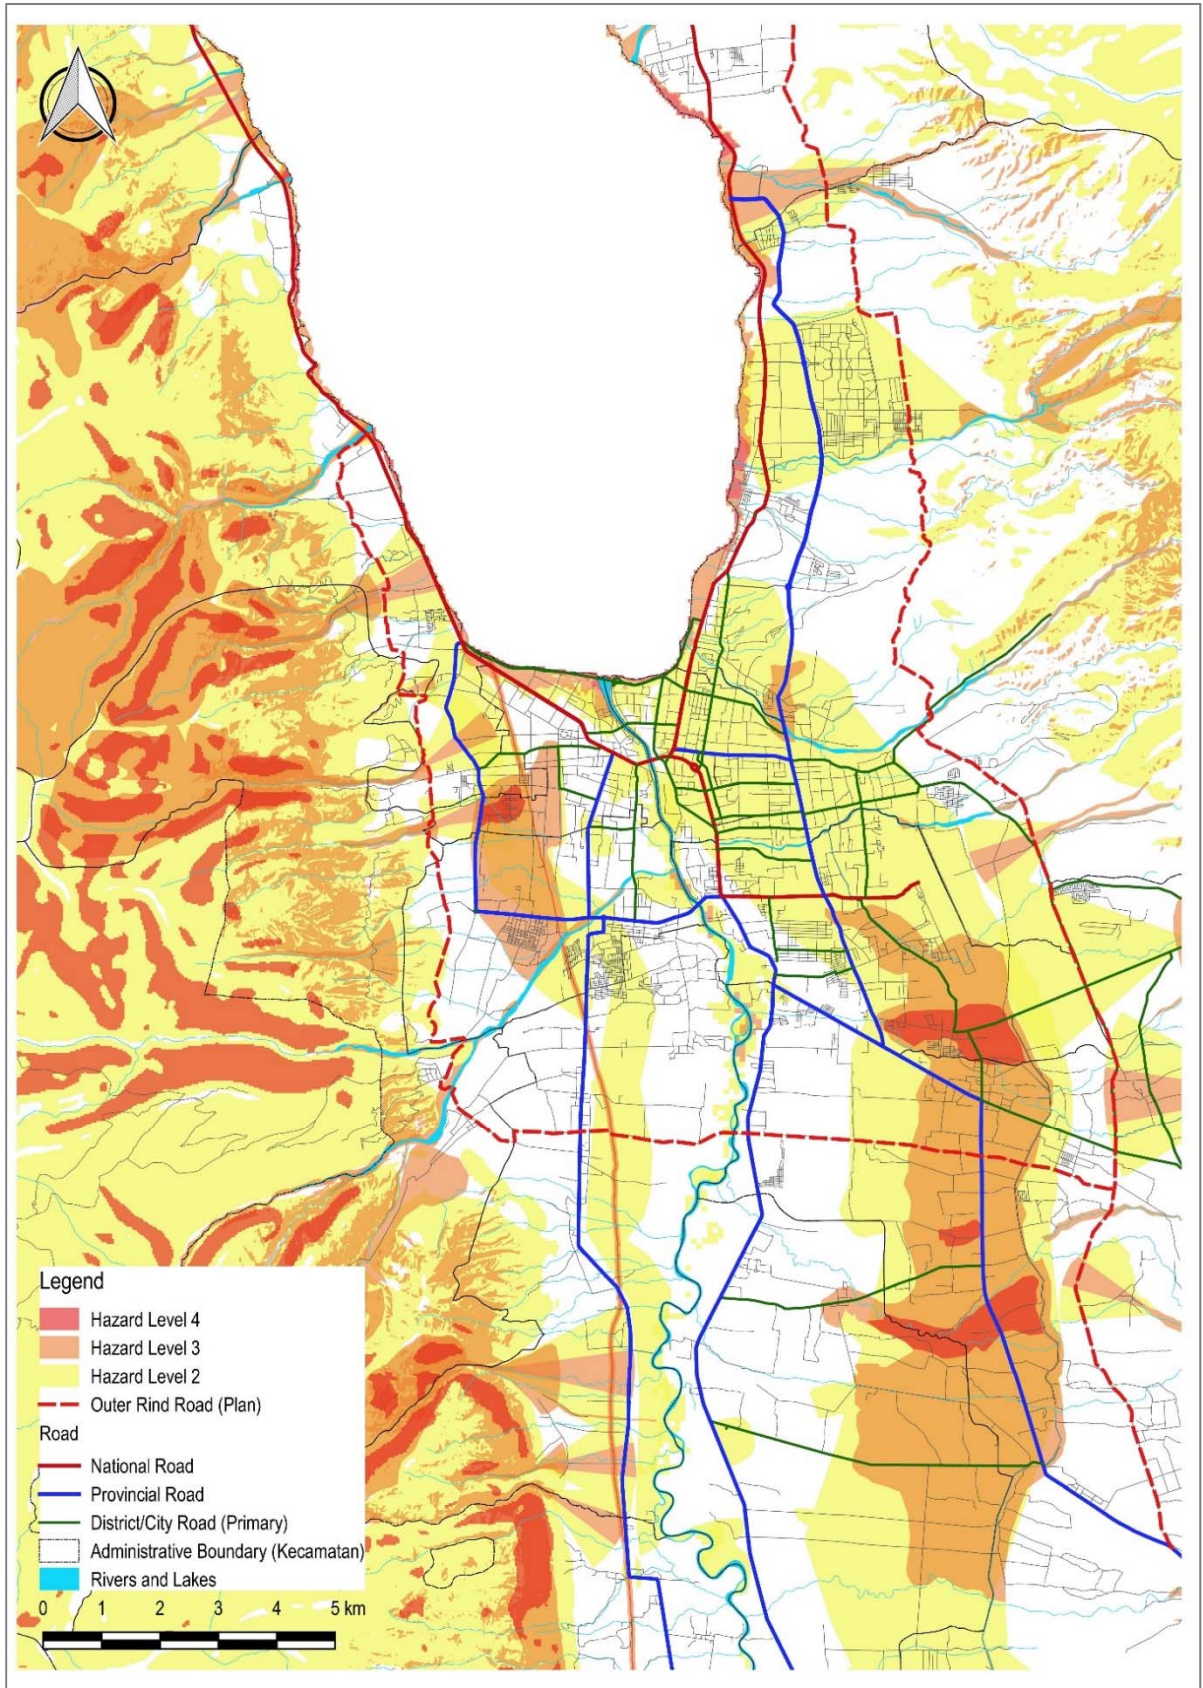 Legend
Hazard Level 4
Hazard Level 3
Hazard Level 2
Outer Rind Road (Plan)
Road
National Road
Provincial Road
District/City Road (Primary)
Administrative Boundary (Kecamatan)
Rivers and Lakes
0 1 2 3 4 5 km